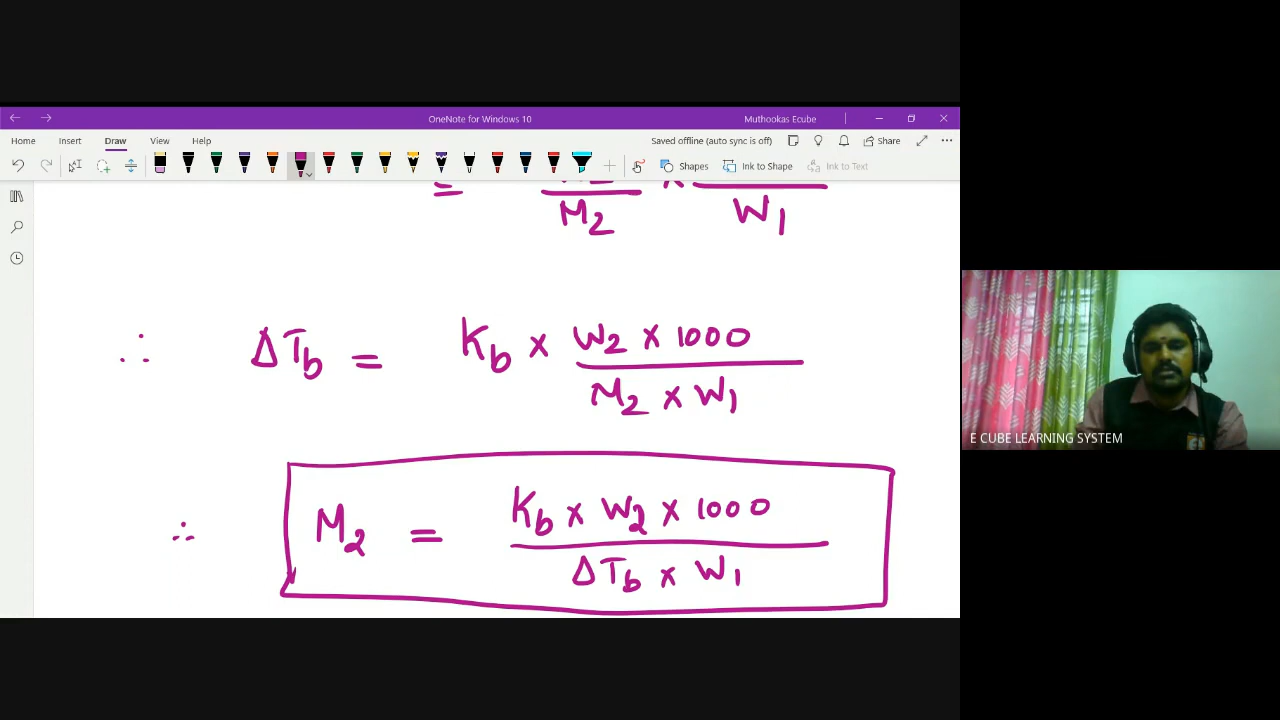 OneNote for Windows 10
Muthookas Ecube
Home Insert Draw View Help
Saved offline (auto sync is off)
Share
Shapes
Ink to Shape
Ink to Text
=
M2 × W1
∴ ΔTb = Kb × W2 × 1000
M2 × W1
∴ M2 = Kb × W2 × 1000
ΔTb × W1
E CUBE LEARNING SYSTEM